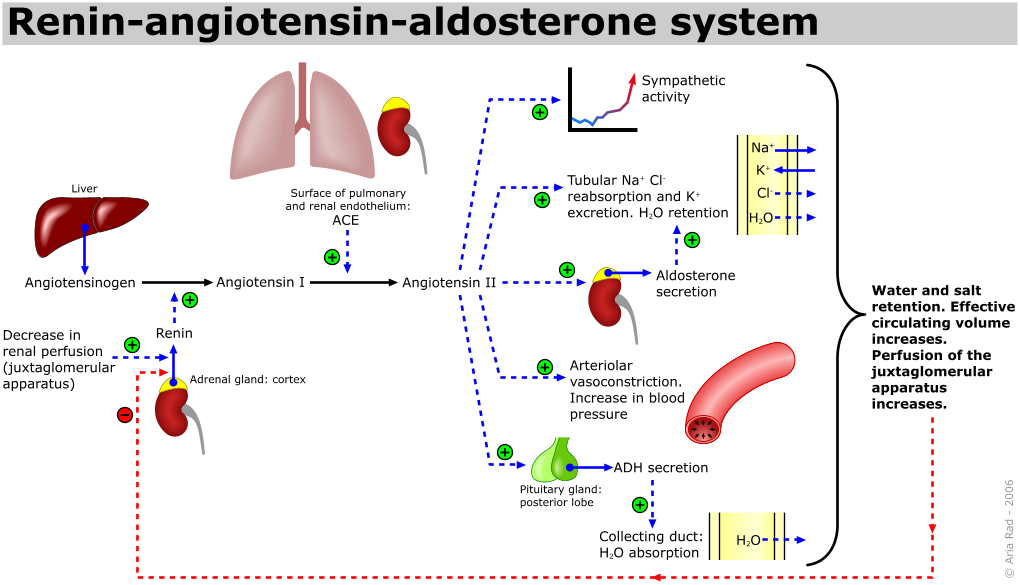 Renin-angiotensin-aldosterone system
Liver
Angiotensinogen
Surface of pulmonary
and renal endothelium:
ACE
Angiotensin I
Angiotensin II
Decrease in
renal perfusion
(juxtaglomerular
apparatus)
Renin
Adrenal gland: cortex
Sympathetic
activity
Tubular Na⁺ Cl⁻
reabsorption and K⁺
excretion. H₂O retention
Na⁺
K⁺
Cl⁻
H₂O
Aldosterone
secretion
Arteriolar
vasoconstriction.
Increase in blood
pressure
Pituitary gland:
posterior lobe
ADH secretion
Collecting duct:
H₂O absorption
H₂O
Water and salt
retention. Effective
circulating volume
increases.
Perfusion of the
juxtaglomerular
apparatus
increases.
© Aria Rad - 2006